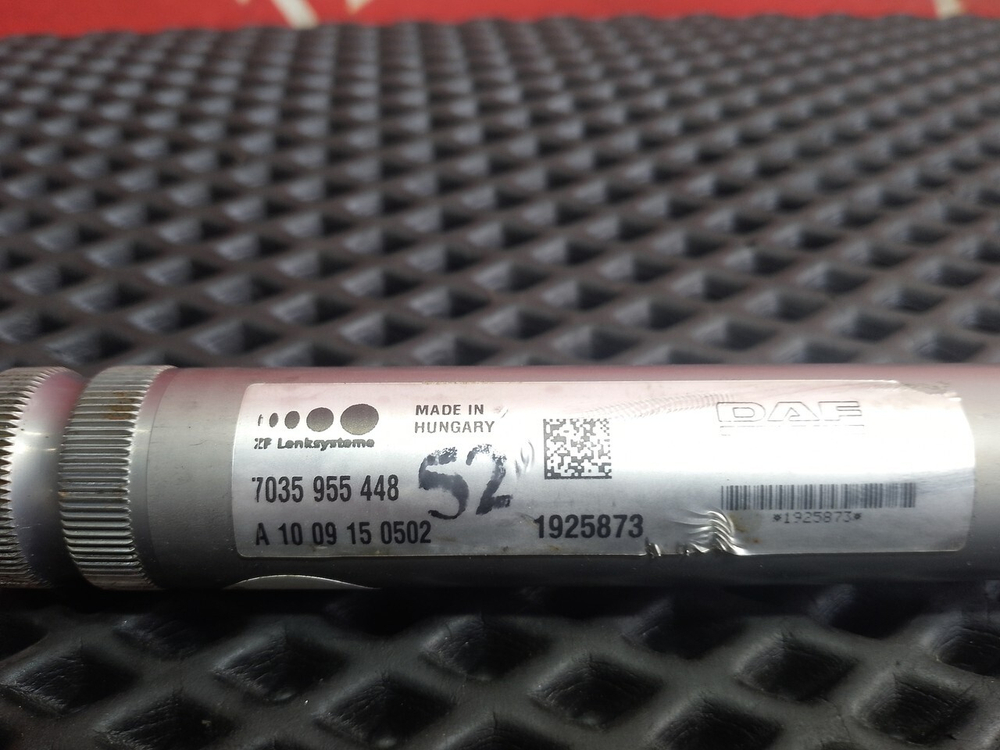 ZF Lenksysteme
MADE IN
HUNGARY
7035 955 448
52
A 10 09 15 0502
1925873
DAF
*1925873*